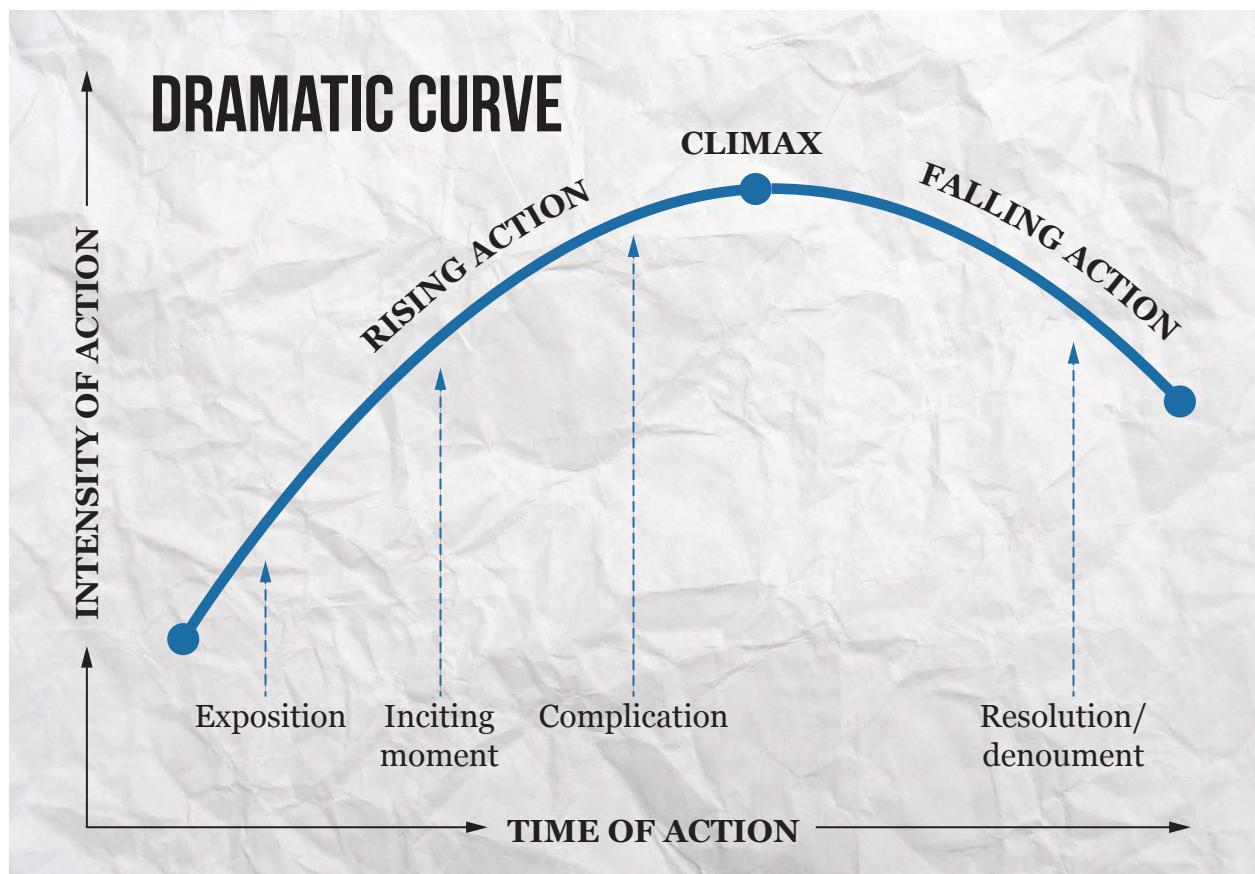 DRAMATIC CURVE
CLIMAX
RISING ACTION
FALLING ACTION
INTENSITY OF ACTION
Exposition
Inciting
moment
Complication
Resolution/
denoument
TIME OF ACTION